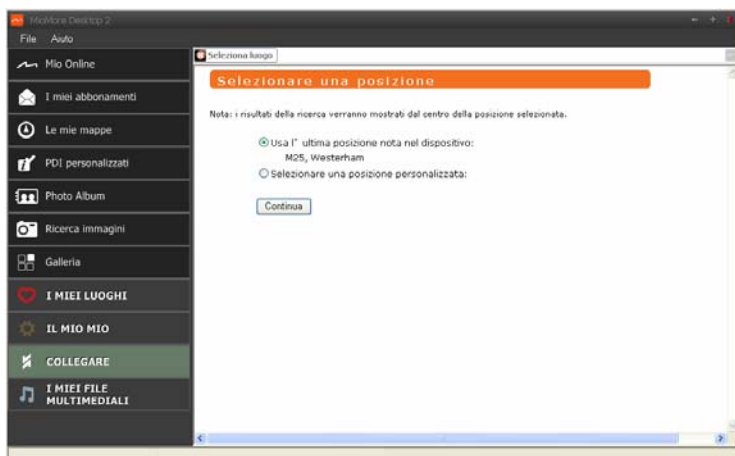 MioMore Desktop 2
File Aiuto
Mio Online
I miei abbonamenti
Le mie mappe
PDI personalizzati
Photo Album
Ricerca immagini
Galleria
I MIEI LUOGHI
IL MIO MIO
COLLEGARE
I MIEI FILE
MULTIMEDIALI
Seleziona luogo
Selezionare una posizione
Nota: i risultati della ricerca verranno mostrati dal centro della posizione selezionata.
Usa l'ultima posizione nota nel dispositivo:
M25, Westerham
Selezionare una posizione personalizzata:
Continua